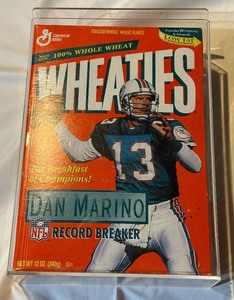 General Mills
TOASTED WHOLE WHEAT FLAKES
100% WHOLE WHEAT
LOW FAT
WHEATIES
13
The Breakfast
of Champions!
DAN MARINO
NFL RECORD BREAKER
NET WT 12 OZ (340g)